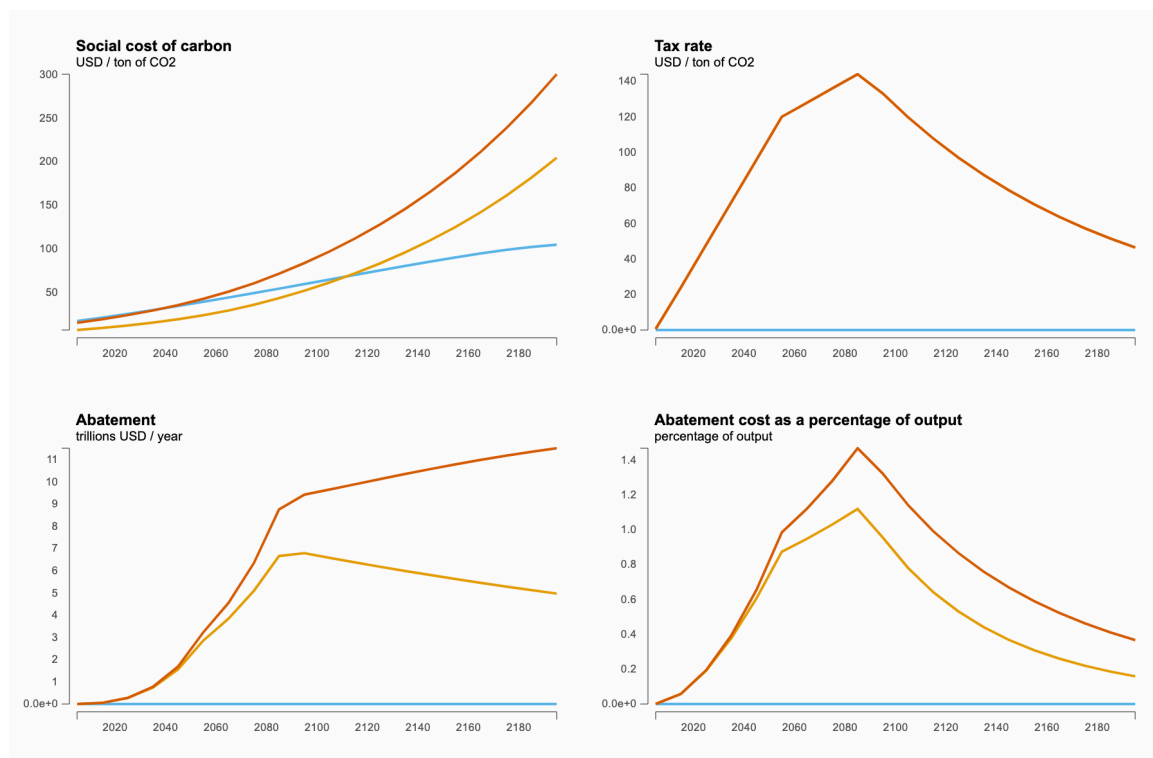 Social cost of carbon
USD / ton of CO2
300
250
200
150
100
50
2020 2040 2060 2080 2100 2120 2140 2160 2180
Tax rate
USD / ton of CO2
140
120
100
80
60
40
20
0.0e+0
2020 2040 2060 2080 2100 2120 2140 2160 2180
Abatement
trillions USD / year
11
10
9
8
7
6
5
4
3
2
1
0.0e+0
2020 2040 2060 2080 2100 2120 2140 2160 2180
Abatement cost as a percentage of output
percentage of output
1.4
1.2
1.0
0.8
0.6
0.4
0.2
0.0e+0
2020 2040 2060 2080 2100 2120 2140 2160 2180